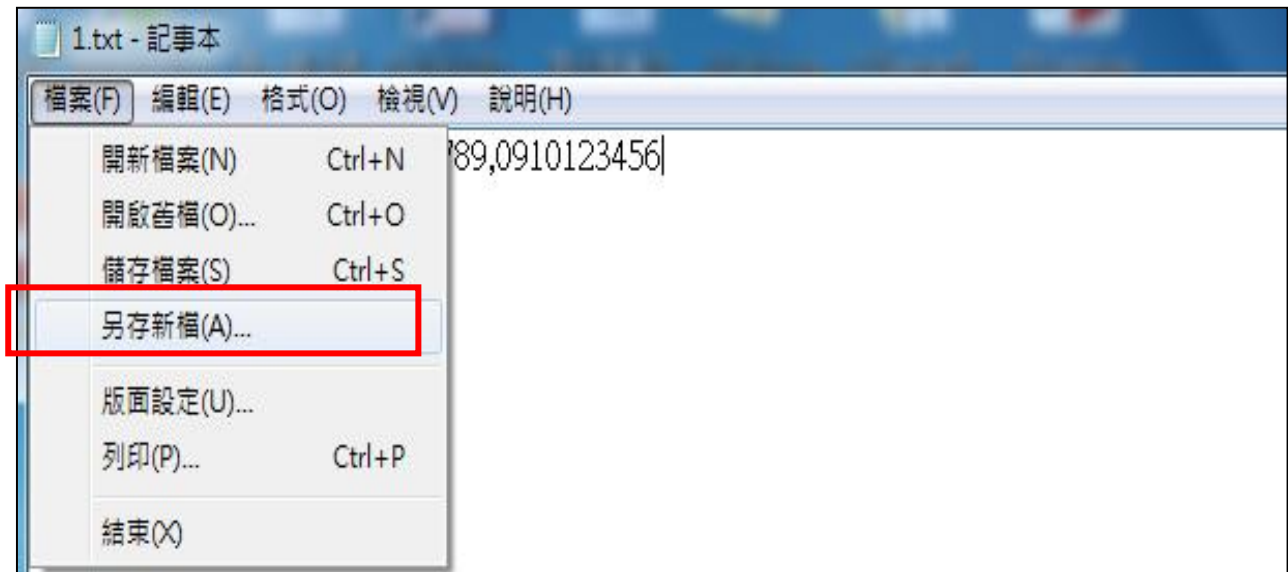 1.txt - 記事本
檔案(F) 編輯(E) 格式(O) 檢視(V) 說明(H)
開新檔案(N) Ctrl+N
789,0910123456
開啟舊檔(O)... Ctrl+O
儲存檔案(S) Ctrl+S
另存新檔(A)...
版面設定(U)...
列印(P)... Ctrl+P
結束(X)